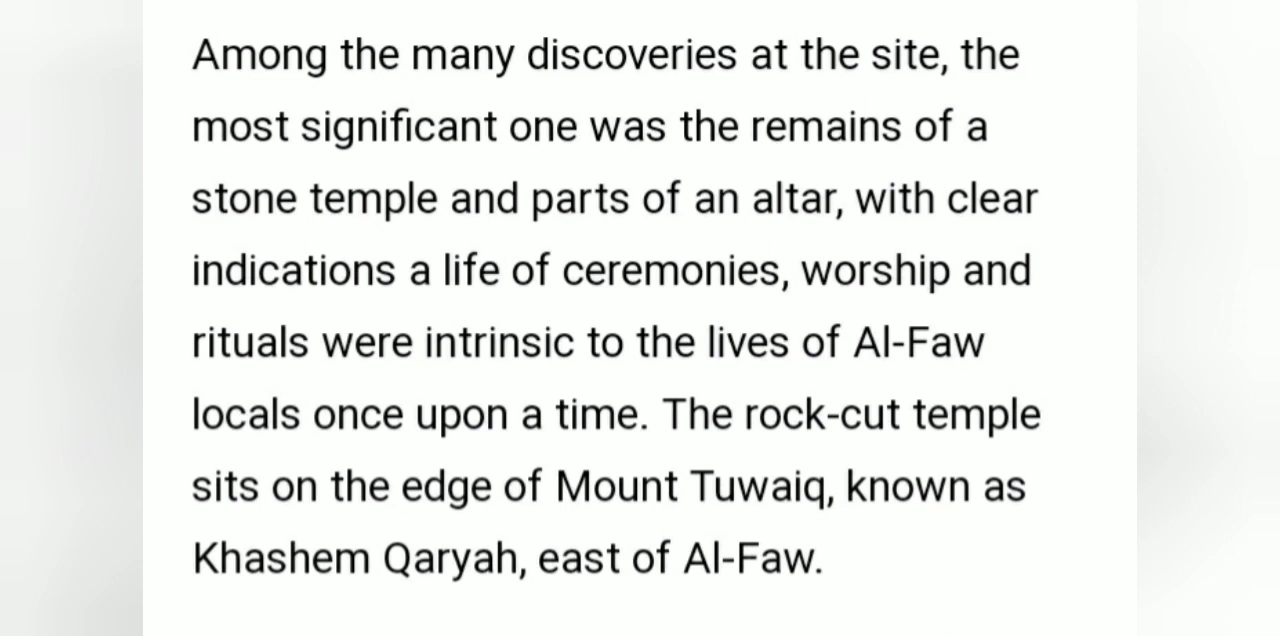 Among the many discoveries at the site, the
most significant one was the remains of a
stone temple and parts of an altar, with clear
indications a life of ceremonies, worship and
rituals were intrinsic to the lives of Al-Faw
locals once upon a time. The rock-cut temple
sits on the edge of Mount Tuwaiq, known as
Khashem Qaryah, east of Al-Faw.